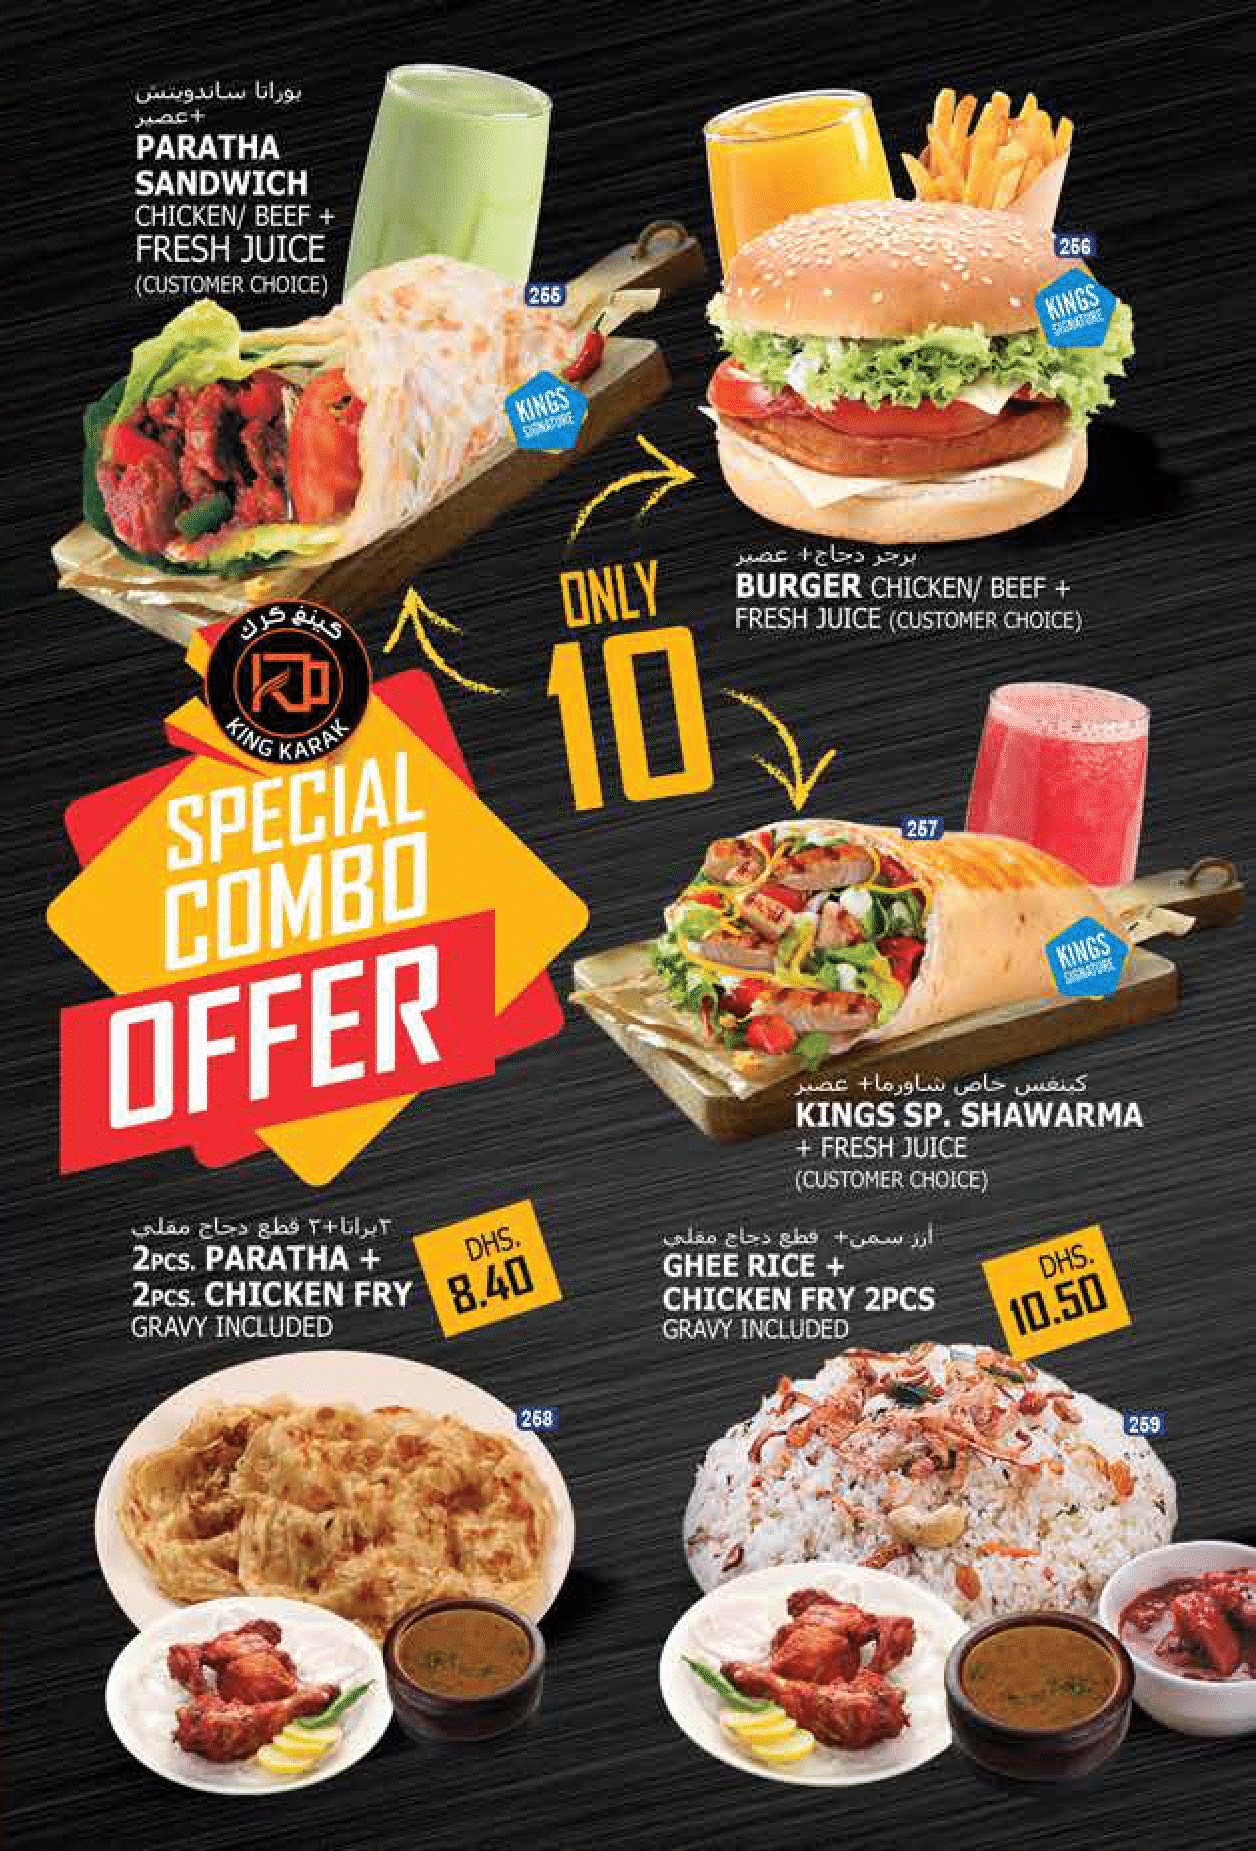 بوراتا ساندويتش
+عصير
PARATHA
SANDWICH
CHICKEN/ BEEF +
FRESH JUICE
(CUSTOMER CHOICE)
255
KINGS
SIGNATURE
256
KINGS
SIGNATURE
برجر دجاج+ عصير
BURGER CHICKEN/ BEEF +
FRESH JUICE (CUSTOMER CHOICE)
ONLY
10
كينغ كرك
KING KARAK
SPECIAL
COMBO
OFFER
257
KINGS
SIGNATURE
كينغس خاص شاورما+ عصير
KINGS SP. SHAWARMA
+ FRESH JUICE
(CUSTOMER CHOICE)
٢براتا+٢ قطع دجاج مقلي
2PCS. PARATHA +
2PCS. CHICKEN FRY
GRAVY INCLUDED
DHS.
8.40
258
أرز سمن+ قطع دجاج مقلي
GHEE RICE +
CHICKEN FRY 2PCS
GRAVY INCLUDED
DHS.
10.50
259